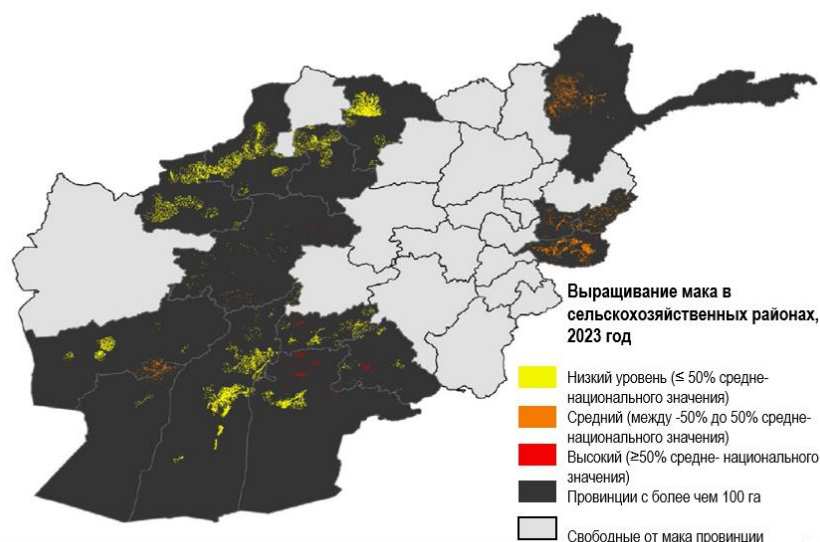 Выращивание мака в
сельскохозяйственных районах,
2023 год
Низкий уровень (≤ 50% средне-
национального значения)
Средний (между -50% до 50% средне-
национального значения)
Высокий (≥50% средне- национального
значения)
Провинции с более чем 100 га
Свободные от мака провинции